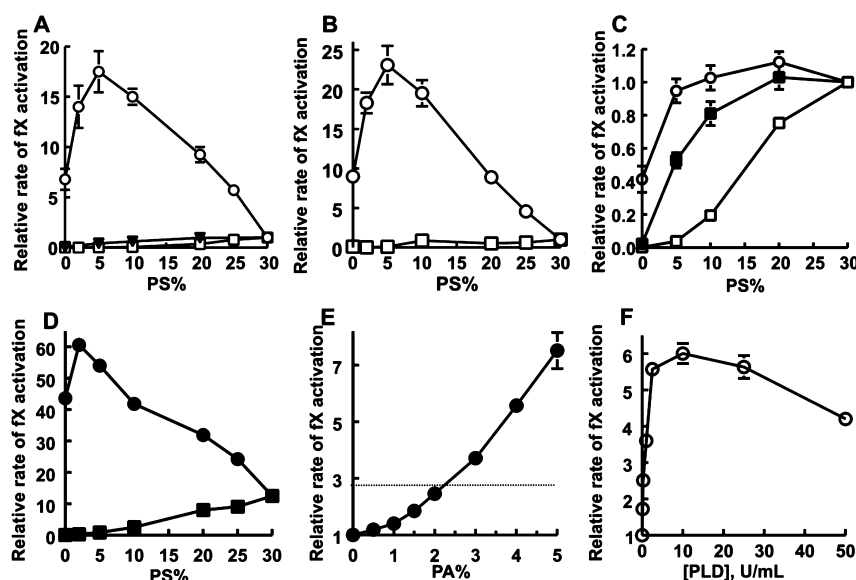 A
Relative rate of fX activation
20
15
10
5
0
0 5 10 15 20 25 30
PS%
B
Relative rate of fX activation
25
20
15
10
5
0
0 5 10 15 20 25 30
PS%
C
Relative rate of fX activation
1.2
1.0
0.8
0.6
0.4
0.2
0.0
0 5 10 20 30
PS%
D
Relative rate of fX activation
60
50
40
30
20
10
0
0 5 10 15 20 25 30
PS%
E
Relative rate of fX activation
7
5
3
1
0 1 2 3 4 5
PA%
F
Relative rate of fX activation
6
5
4
3
2
1
0 10 20 30 40 50
[PLD], U/mL